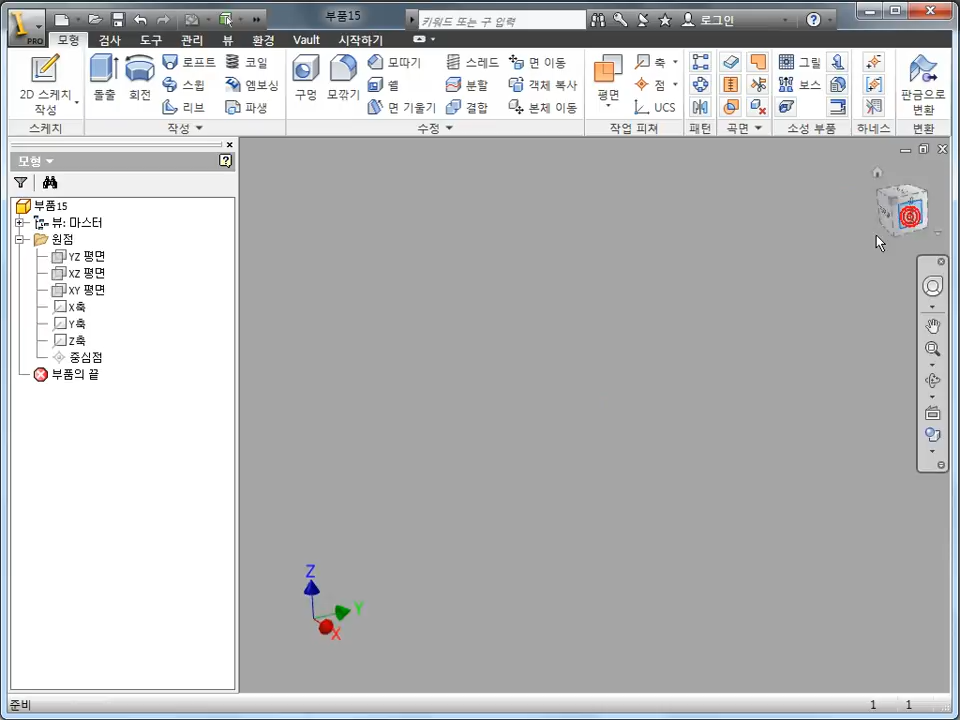 부품15
키워드 또는 구 입력
로그인
PRO
모형 검사 도구 관리 뷰 환경 Vault 시작하기
2D 스케치
작성
돌출
회전
로프트
스윕
리브
코일
엠보싱
파생
구멍
모깎기
모따기
쉘
면 기울기
스레드
분할
결합
면 이동
객체 복사
본체 이동
평면
축
점
UCS
그릴
보스
판금으로
변환
스케치 작성 수정 작업 피쳐 패턴 곡면 소성 부품 하네스 변환
모형
부품15
뷰: 마스터
원점
YZ 평면
XZ 평면
XY 평면
X축
Y축
Z축
중심점
부품의 끝
Z
Y
X
준비
1 1